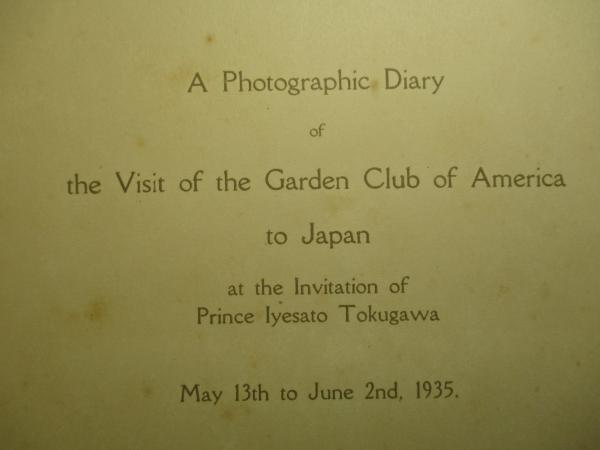 A Photographic Diary
of
the Visit of the Garden Club of America
to Japan
at the Invitation of
Prince Iyesato Tokugawa
May 13th to June 2nd, 1935.